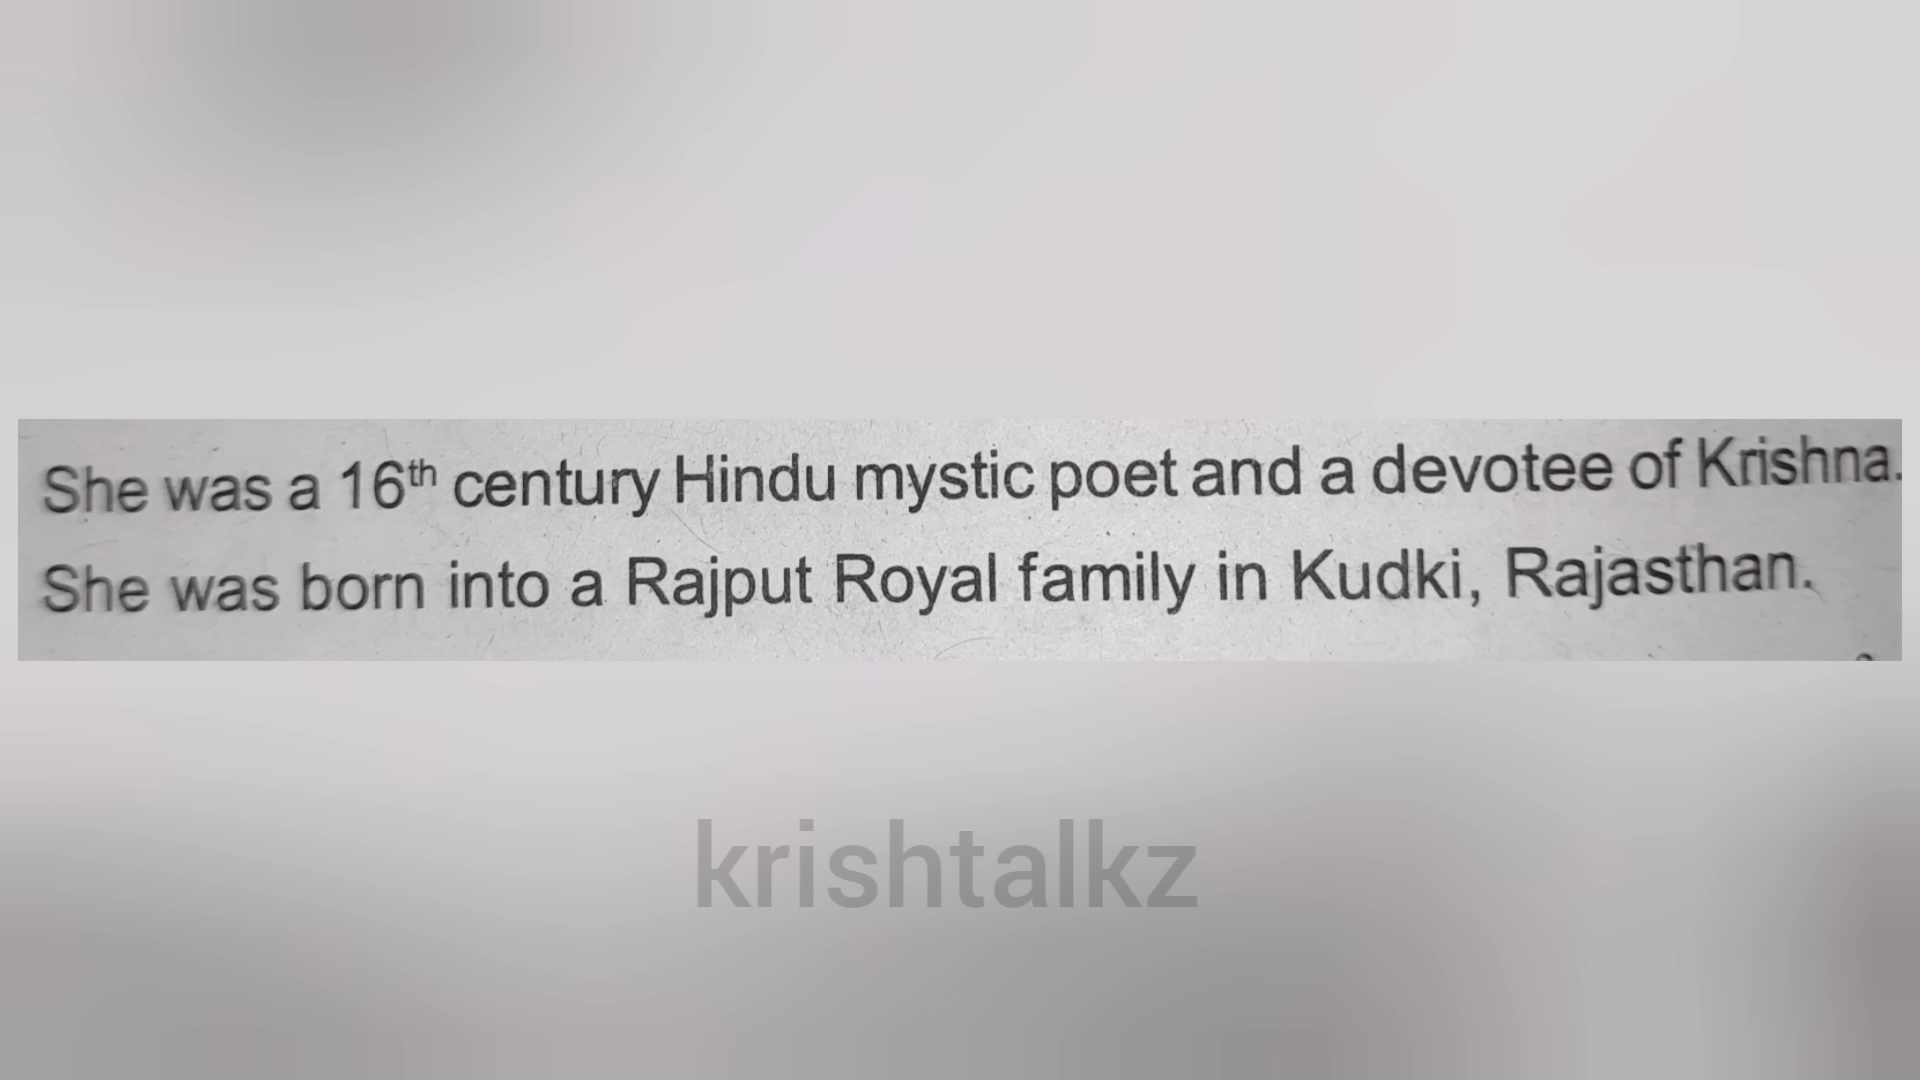 She was a 16th century Hindu mystic poet and a devotee of Krishna.
She was born into a Rajput Royal family in Kudki, Rajasthan.
krishtalkz